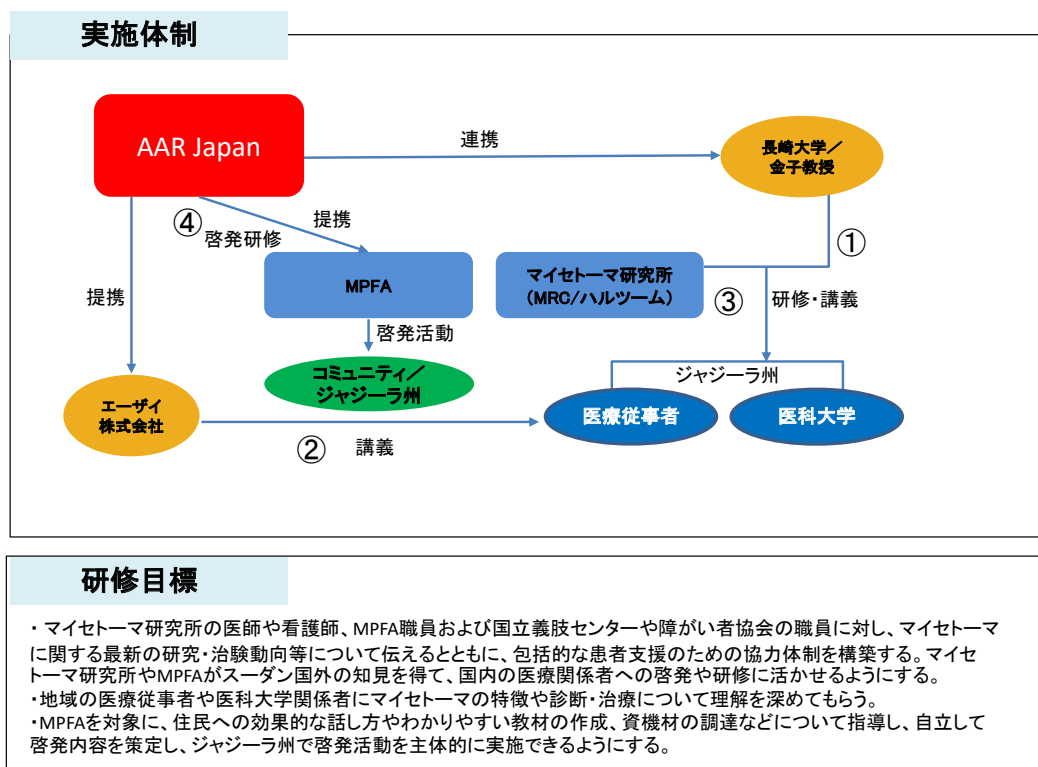 実施体制
AAR Japan
連携
長崎大学／
金子教授
④
提携
啓発研修
①
提携
MPFA
マイセトーマ研究所
（MRC/ハルツーム）
③
研修・講義
啓発活動
コミュニティ／
ジャジーラ州
ジャジーラ州
エーザイ
株式会社
医療従事者
医科大学
②
講義
研修目標
・マイセトーマ研究所の医師や看護師、MPFA職員および国立義肢センターや障がい者協会の職員に対し、マイセトーマ
に関する最新の研究・治験動向等について伝えるとともに、包括的な患者支援のための協力体制を構築する。マイセ
トーマ研究所やMPFAがスーダン国外の知見を得て、国内の医療関係者への啓発や研修に活かせるようにする。
・地域の医療従事者や医科大学関係者にマイセトーマの特徴や診断・治療について理解を深めてもらう。
・MPFAを対象に、住民への効果的な話し方やわかりやすい教材の作成、資機材の調達などについて指導し、自立して
啓発内容を策定し、ジャジーラ州で啓発活動を主体的に実施できるようにする。